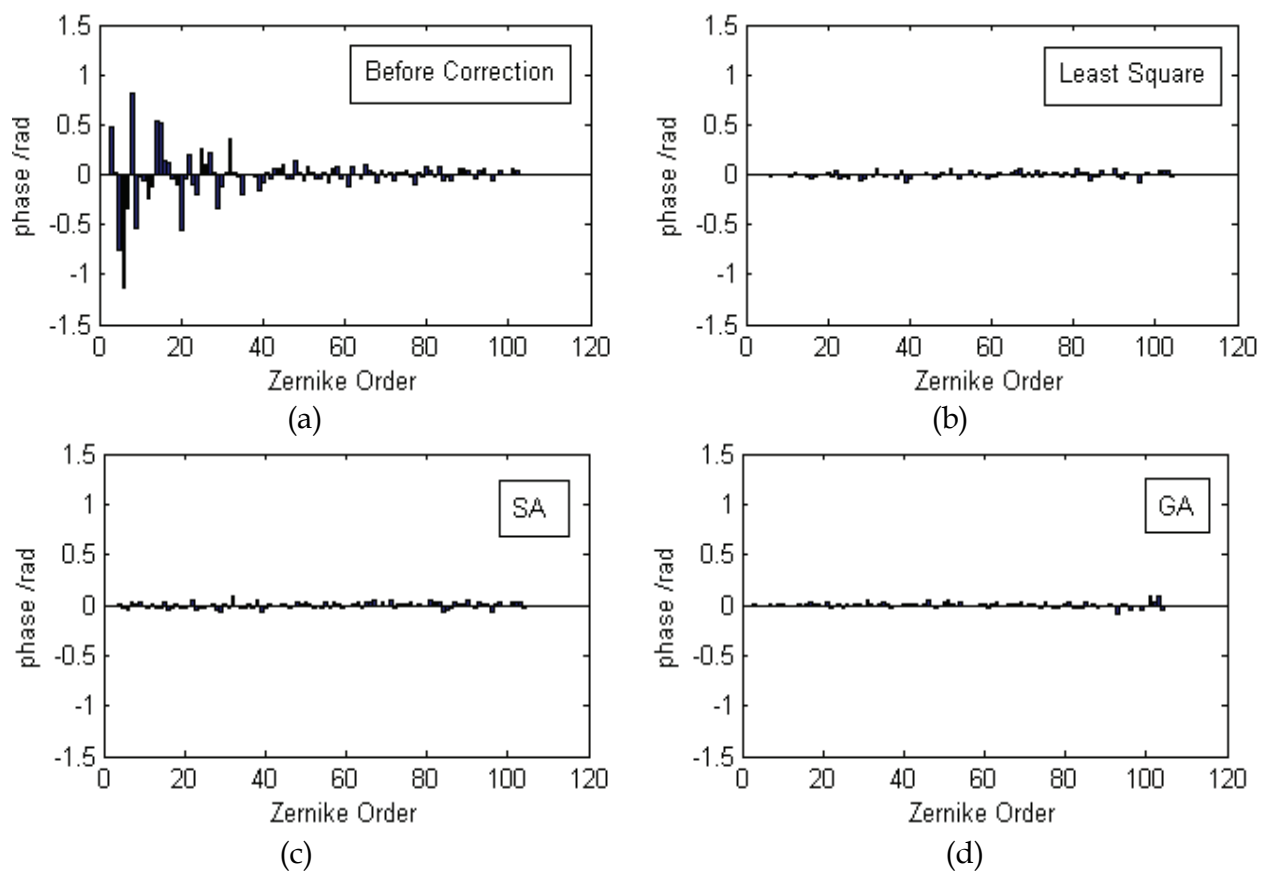 1.5
1
0.5
0
-0.5
-1
-1.5
phase /rad
Before Correction
0 20 40 60 80 100 120
Zernike Order
(a)
1.5
1
0.5
0
-0.5
-1
-1.5
phase /rad
Least Square
0 20 40 60 80 100 120
Zernike Order
(b)
1.5
1
0.5
0
-0.5
-1
-1.5
phase /rad
SA
0 20 40 60 80 100 120
Zernike Order
(c)
1.5
1
0.5
0
-0.5
-1
-1.5
phase /rad
GA
0 20 40 60 80 100 120
Zernike Order
(d)